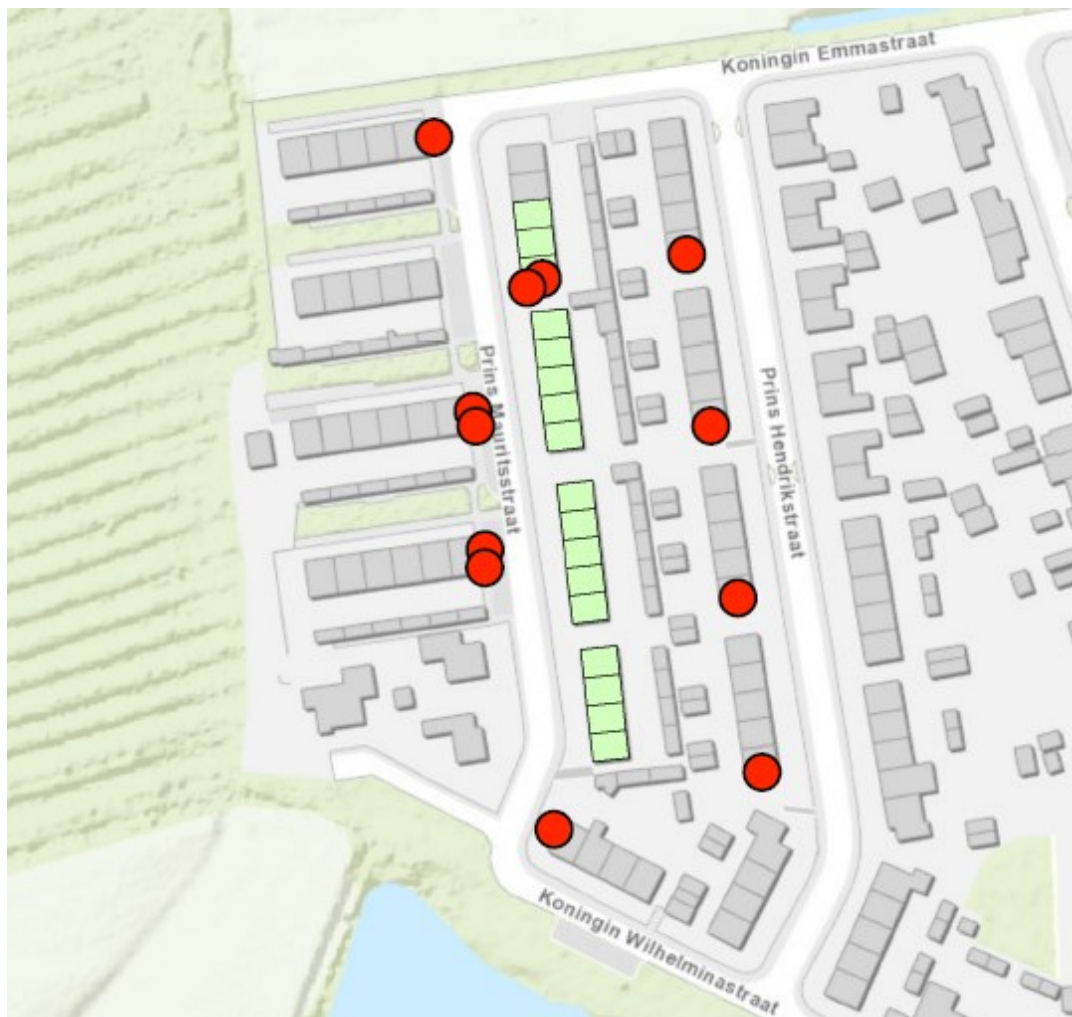 Koningin Emmastraat
Prins Mauritsstraat
Prins Hendrikstraat
Koningin Wilhelminastraat